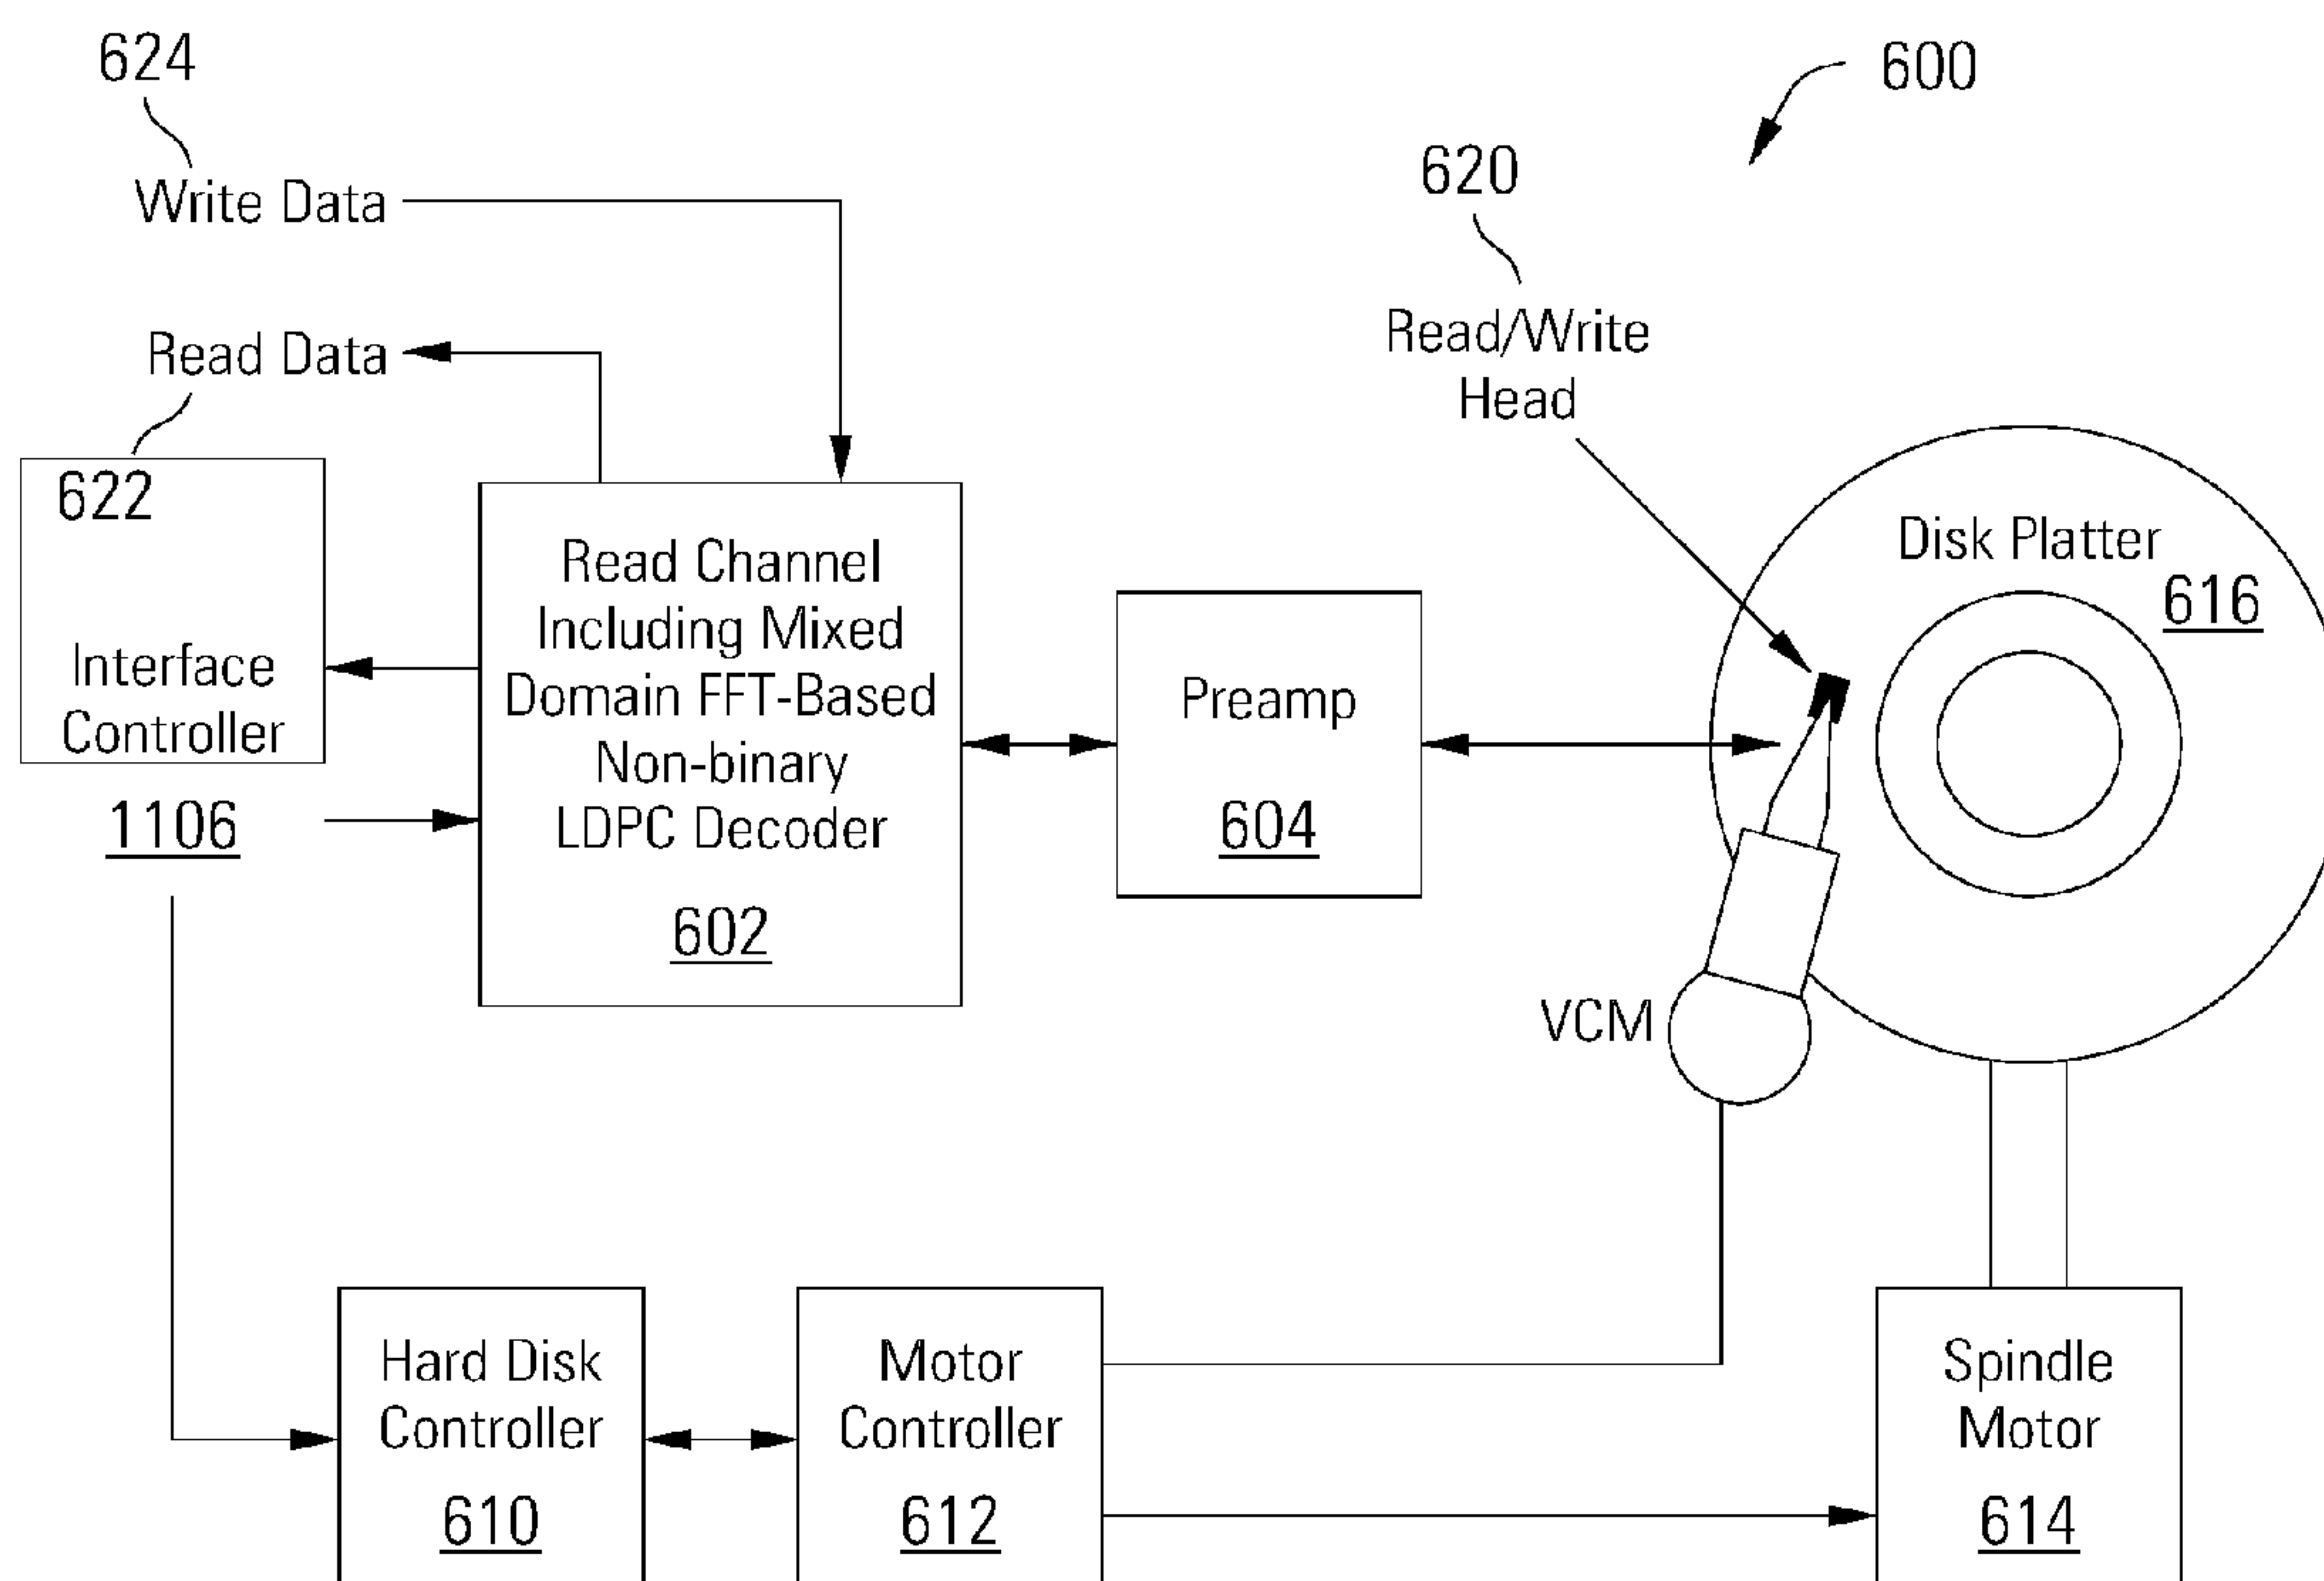 624
600
620
Write Data
Read/Write
Head
Read Data
622
Interface
Controller
1106
Read Channel
Including Mixed
Domain FFT-Based
Non-binary
LDPC Decoder
602
Preamp
604
Disk Platter
616
VCM
Hard Disk
Controller
610
Motor
Controller
612
Spindle
Motor
614